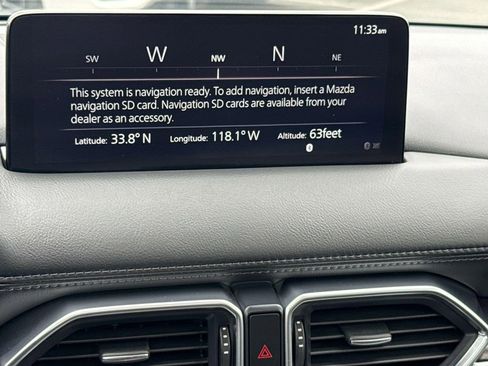 11:33am
SW W NW N NE
This system is navigation ready. To add navigation, insert a Mazda
navigation SD card. Navigation SD cards are available from your
dealer as an accessory.
Latitude: 33.8° N Longitude: 118.1° W Altitude: 63feet